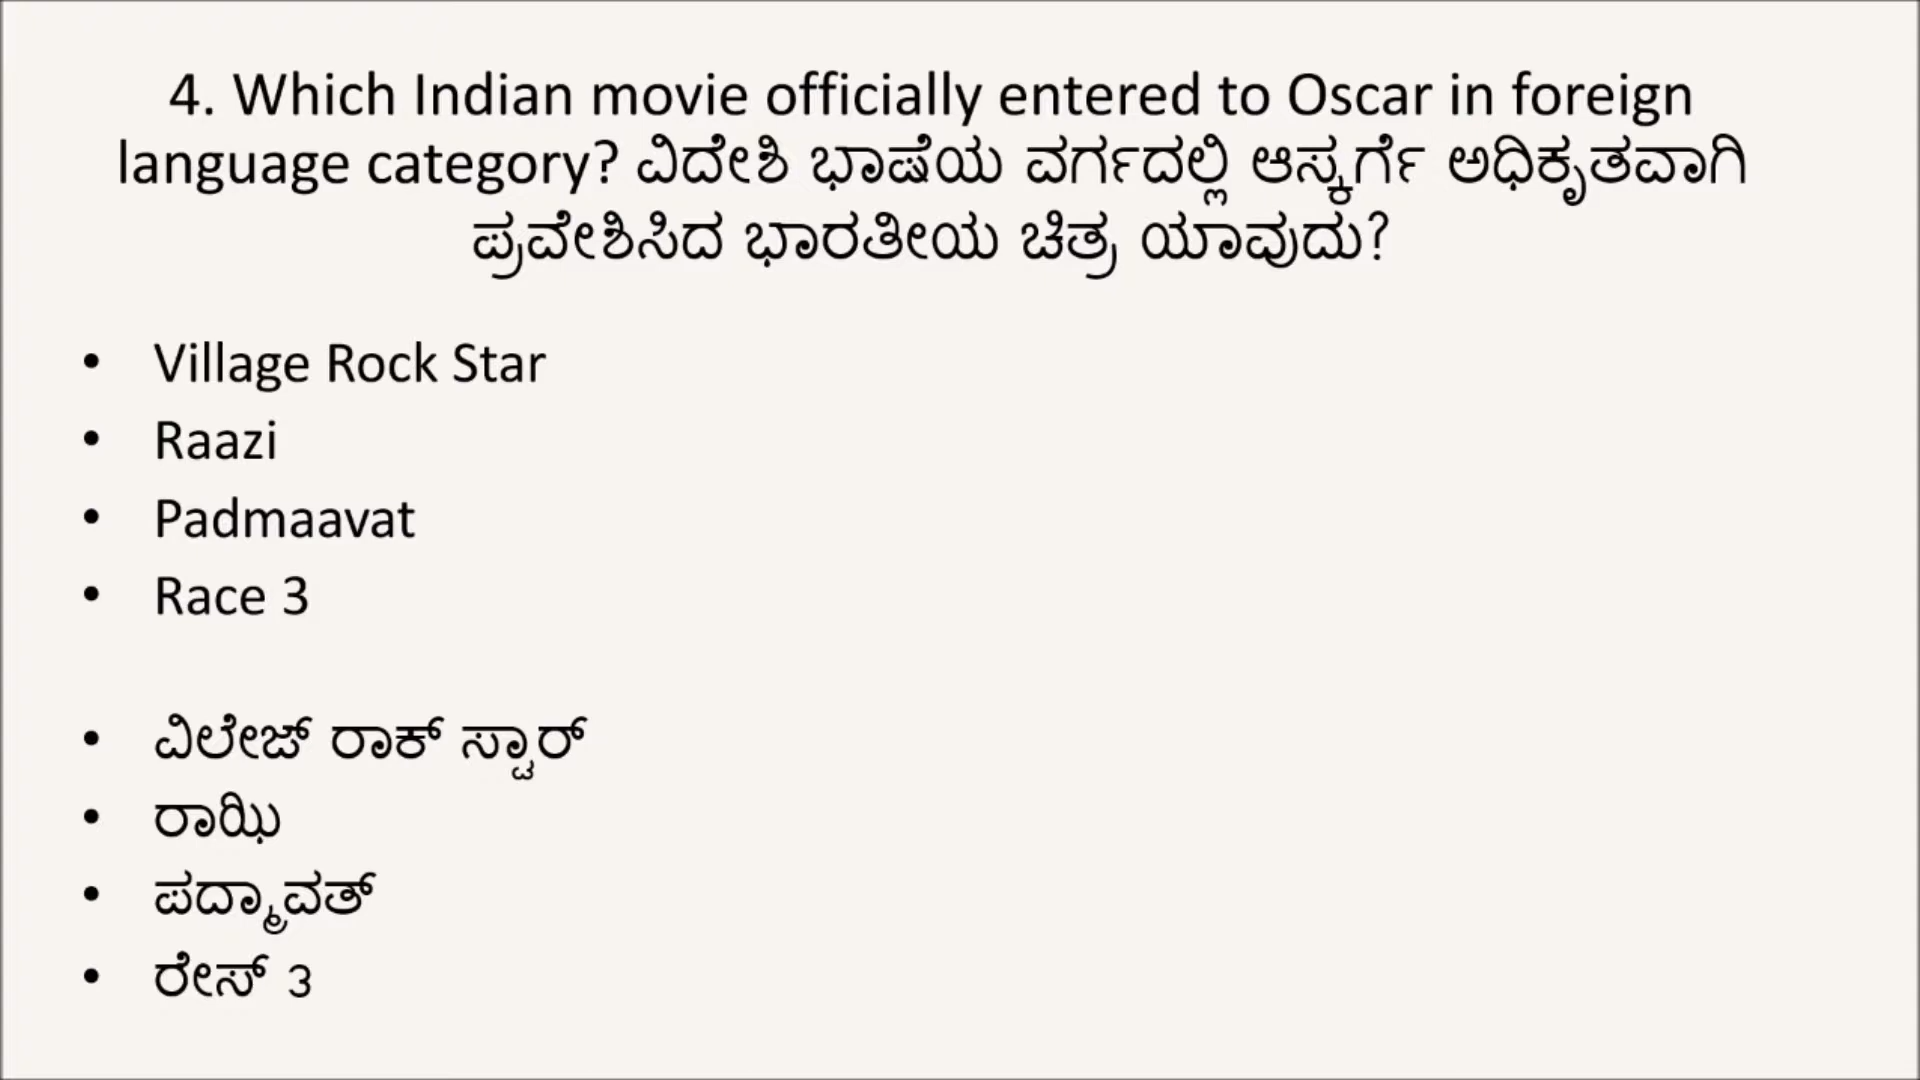 4. Which Indian movie officially entered to Oscar in foreign
language category? ವಿದೇಶಿ ಭಾಷೆಯ ವರ್ಗದಲ್ಲಿ ಆಸ್ಕರ್ಗೆ ಅಧಿಕೃತವಾಗಿ
ಪ್ರವೇಶಿಸಿದ ಭಾರತೀಯ ಚಿತ್ರ ಯಾವುದು?
• Village Rock Star
• Raazi
• Padmaavat
• Race 3
• ವಿಲೇಜ್ ರಾಕ್ ಸ್ಟಾರ್
• ರಾಝಿ
• ಪದ್ಮಾವತ್
• ರೇಸ್ 3